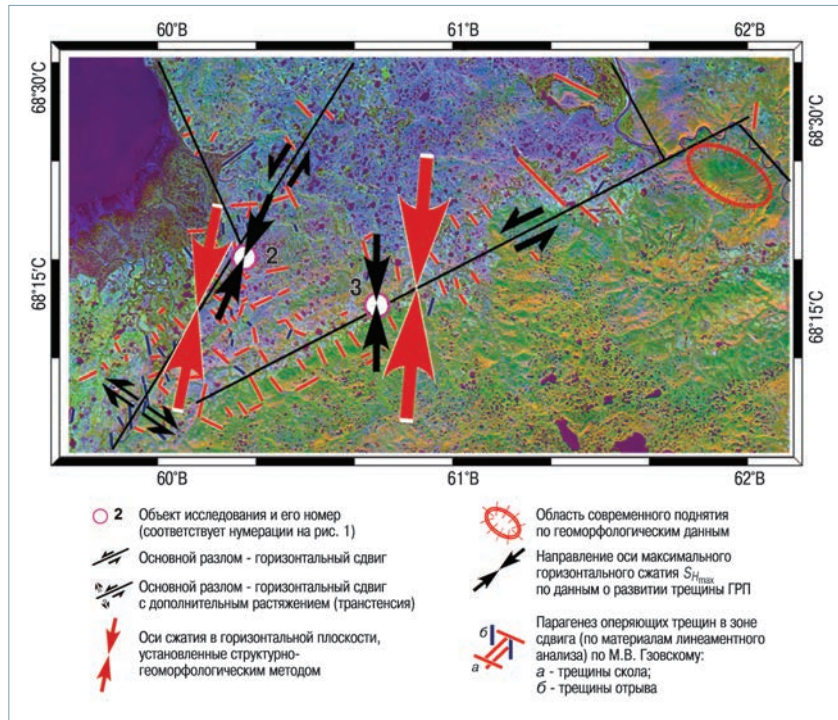 60°В
61°В
62°В
68°30′С
68°30′С
2
3
68°15′С
68°15′С
60°В
61°В
62°В
2 Объект исследования и его номер
(соответствует нумерации на рис. 1)
Основной разлом - горизонтальный сдвиг
Основной разлом - горизонтальный сдвиг
с дополнительным растяжением (транстенсия)
Оси сжатия в горизонтальной плоскости,
установленные структурно-
геоморфологическим методом
Область современного поднятия
по геоморфологическим данным
Направление оси максимального
горизонтального сжатия SHmax
по данным о развитии трещины ГРП
б
а
Парагенез оперяющих трещин в зоне
сдвига (по материалам линеаментного
анализа) по М.В. Гзовскому:
а - трещины скола;
б - трещины отрыва